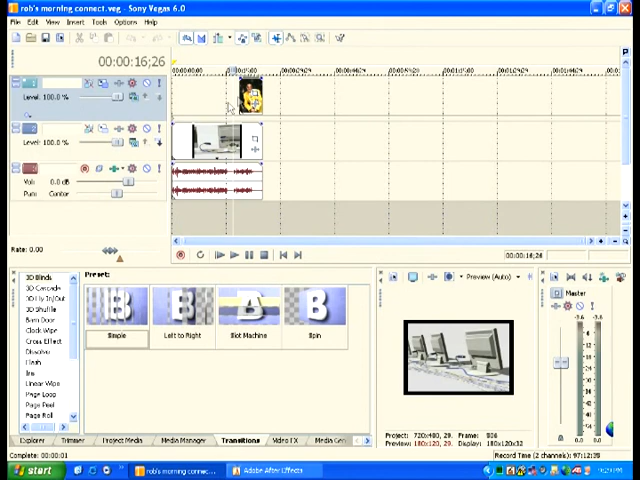 rob's morning connect.veg - Sony Vegas 6.0
File Edit View Insert Tools Options Help
00:00:16;26
Level: 100.0 %
Level: 100.0 %
Vol: 0.0 dB
Pan: Center
Rate: 0.00
00:00:16;26
3D Blinds
3D Cascade
3D Fly In/Out
3D Shuffle
Barn Door
Clock Wipe
Cross Effect
Dissolve
Flash
Iris
Linear Wipe
Page Loop
Page Peel
Page Roll
Preset:
Simple
Left to Right
Slot Machine
Spin
Explorer Trimmer Project Media Media Manager Transitions Video FX Media Gen
Preview (Auto)
Project: 720x480, 29. Frame: 506
Preview: 180x120, 29. Display: 180x120x32
Master
Complete: 00:00:01
Record Time (2 channels):
start
rob's morning connec...
Adobe After Effects